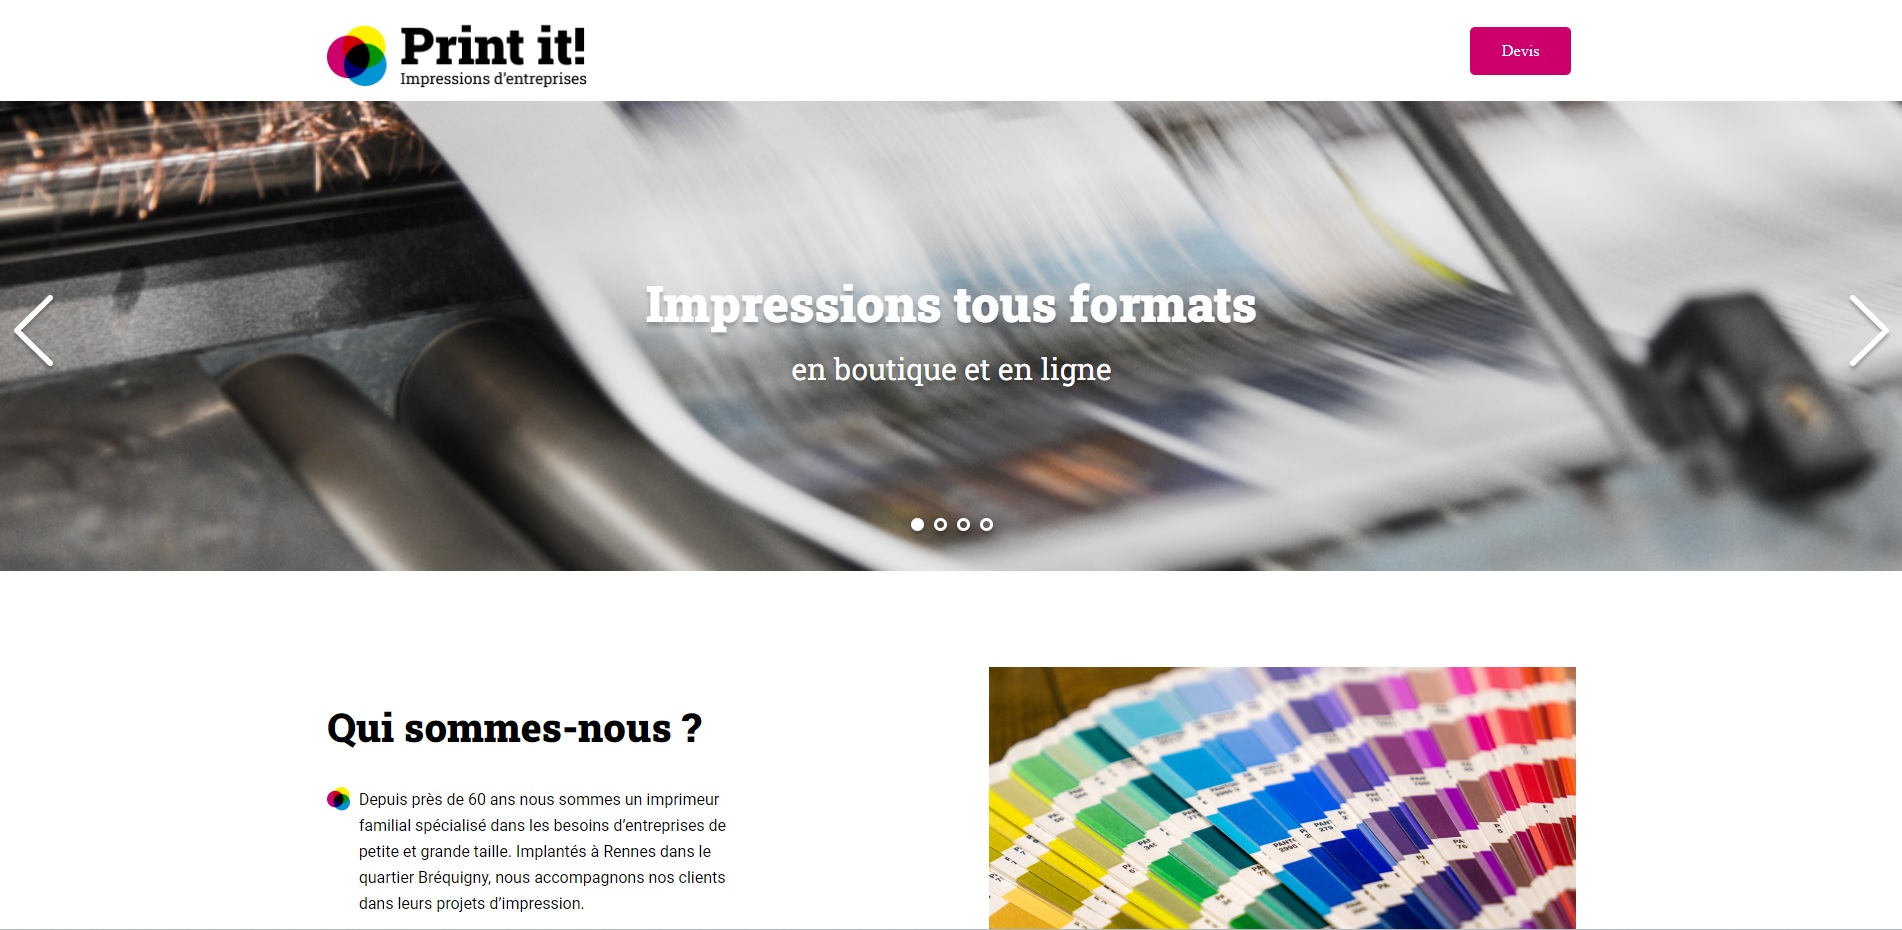 Print it!
Impressions d'entreprises
Devis
Impressions tous formats
en boutique et en ligne
Qui sommes-nous ?
Depuis près de 60 ans nous sommes un imprimeur
familial spécialisé dans les besoins d’entreprises de
petite et grande taille. Implantés à Rennes dans le
quartier Bréquigny, nous accompagnons nos clients
dans leurs projets d’impression.